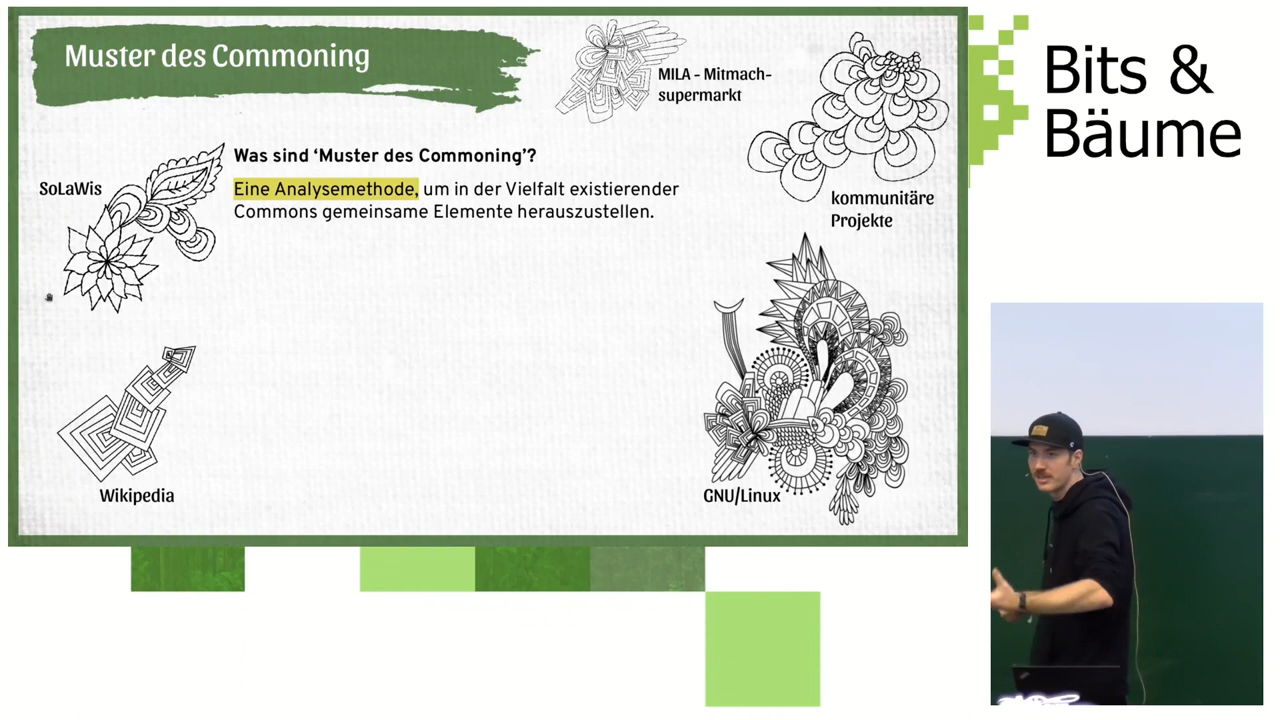 Muster des Commoning
MILA - Mitmach-
supermarkt
Was sind ‘Muster des Commoning’?
SoLaWis
Eine Analysemethode, um in der Vielfalt existierender
Commons gemeinsame Elemente herauszustellen.
kommunitäre
Projekte
Wikipedia
GNU/Linux
Bits &
Bäume